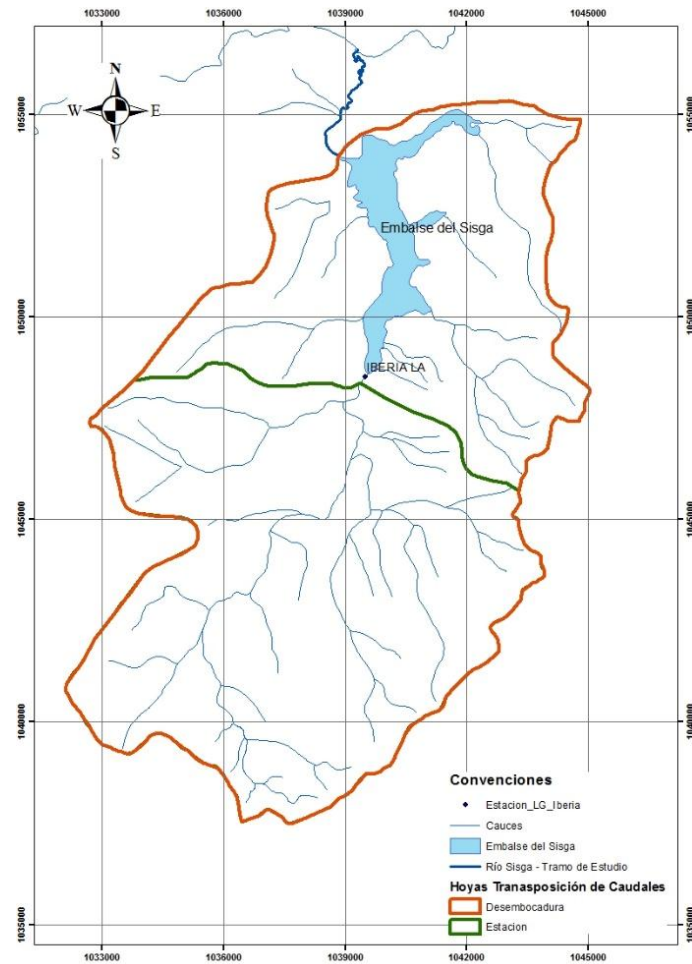 1033000 1036000 1039000 1042000 1045000
N
W E
S
1055000 1055000
Embalse del Sisga
1050000 1050000
IBERIA LA
1045000 1045000
1040000 1040000
Convenciones
Estacion_LG_Iberia
Cauces
Embalse del Sisga
Río Sisga - Tramo de Estudio
Hoyas Transposición de Caudales
Desembocadura
Estacion
1035000 1035000
1033000 1036000 1039000 1042000 1045000